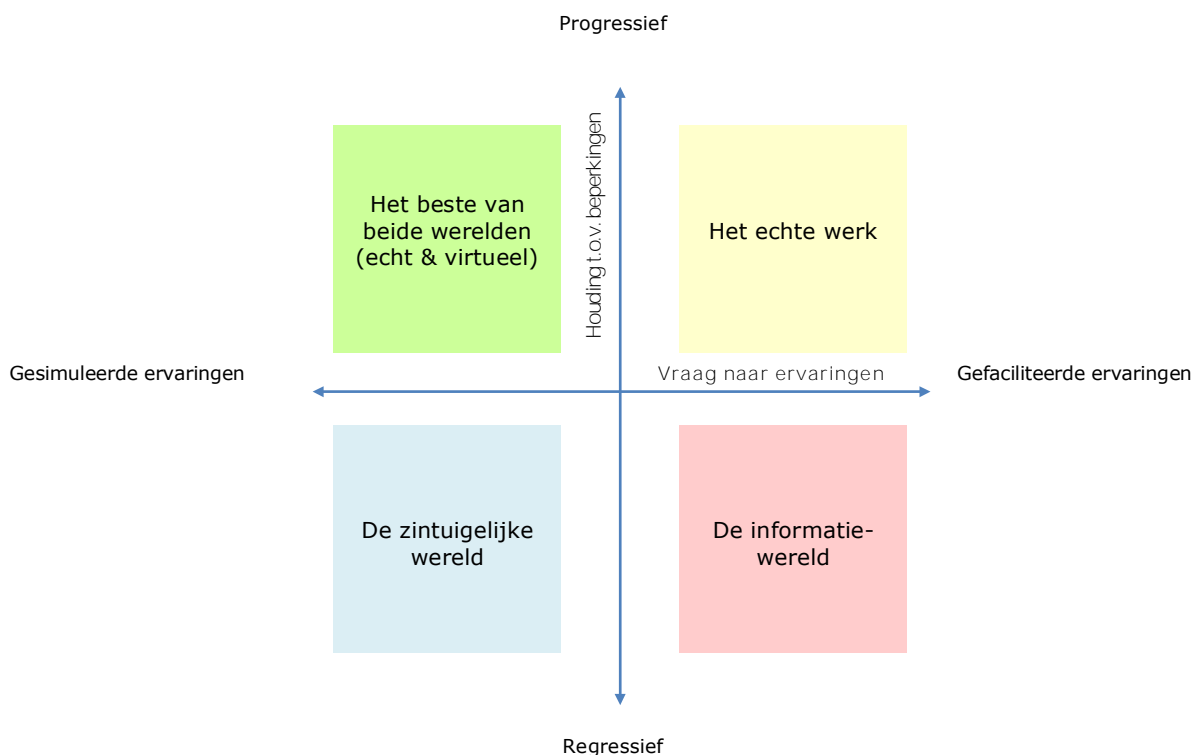 Progressief
Houding t.o.v. beperkingen
Het beste van
beide werelden
(echt & virtueel)
Het echte werk
Gesimuleerde ervaringen
Vraag naar ervaringen
Gefaciliteerde ervaringen
De zintuigelijke
wereld
De informatie-
wereld
Regressief